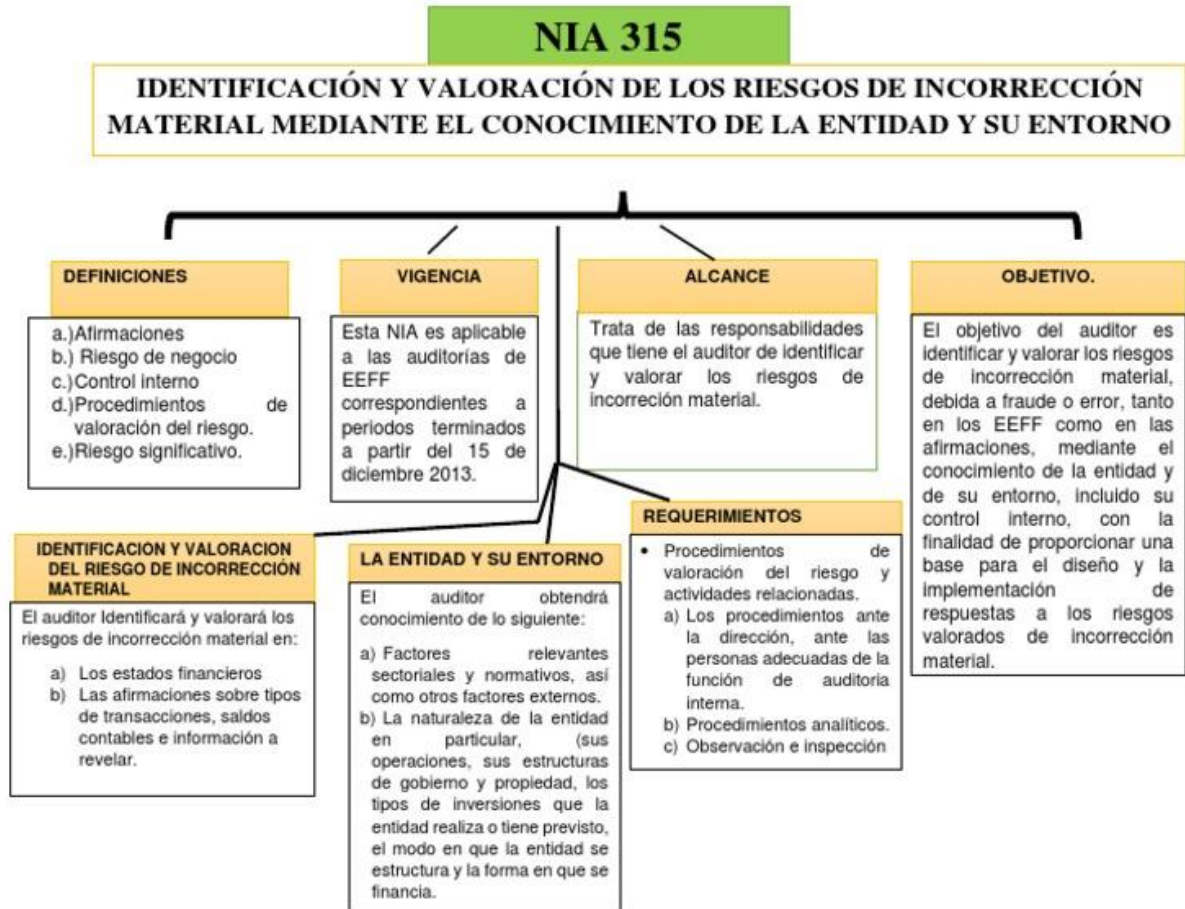 NIA 315
IDENTIFICACIÓN Y VALORACIÓN DE LOS RIESGOS DE INCORRECCIÓN
MATERIAL MEDIANTE EL CONOCIMIENTO DE LA ENTIDAD Y SU ENTORNO
DEFINICIONES
a.)Afirmaciones
b.) Riesgo de negocio
c.)Control interno
d.)Procedimientos de
valoración del riesgo.
e.)Riesgo significativo.
VIGENCIA
Esta NIA es aplicable
a las auditorías de
EEFF
correspondientes a
periodos terminados
a partir del 15 de
diciembre 2013.
ALCANCE
Trata de las responsabilidades
que tiene el auditor de identificar
y valorar los riesgos de
incorreción material.
OBJETIVO.
El objetivo del auditor es
identificar y valorar los riesgos
de incorrección material,
debida a fraude o error, tanto
en los EEFF como en las
afirmaciones, mediante el
conocimiento de la entidad y
de su entorno, incluido su
control interno, con la
finalidad de proporcionar una
base para el diseño y la
implementación de
respuestas a los riesgos
valorados de incorrección
material.
IDENTIFICACION Y VALORACION
DEL RIESGO DE INCORRECCIÓN
MATERIAL
El auditor Identificará y valorará los
riesgos de incorrección material en:
a) Los estados financieros
b) Las afirmaciones sobre tipos
de transacciones, saldos
contables e información a
revelar.
LA ENTIDAD Y SU ENTORNO
El auditor obtendrá
conocimiento de lo siguiente:
a) Factores relevantes
sectoriales y normativos, así
como otros factores externos.
b) La naturaleza de la entidad
en particular, (sus
operaciones, sus estructuras
de gobierno y propiedad, los
tipos de inversiones que la
entidad realiza o tiene previsto,
el modo en que la entidad se
estructura y la forma en que se
financia.
REQUERIMIENTOS
• Procedimientos de
valoración del riesgo y
actividades relacionadas.
a) Los procedimientos ante
la dirección, ante las
personas adecuadas de la
función de auditoria
interna.
b) Procedimientos analíticos.
c) Observación e inspección